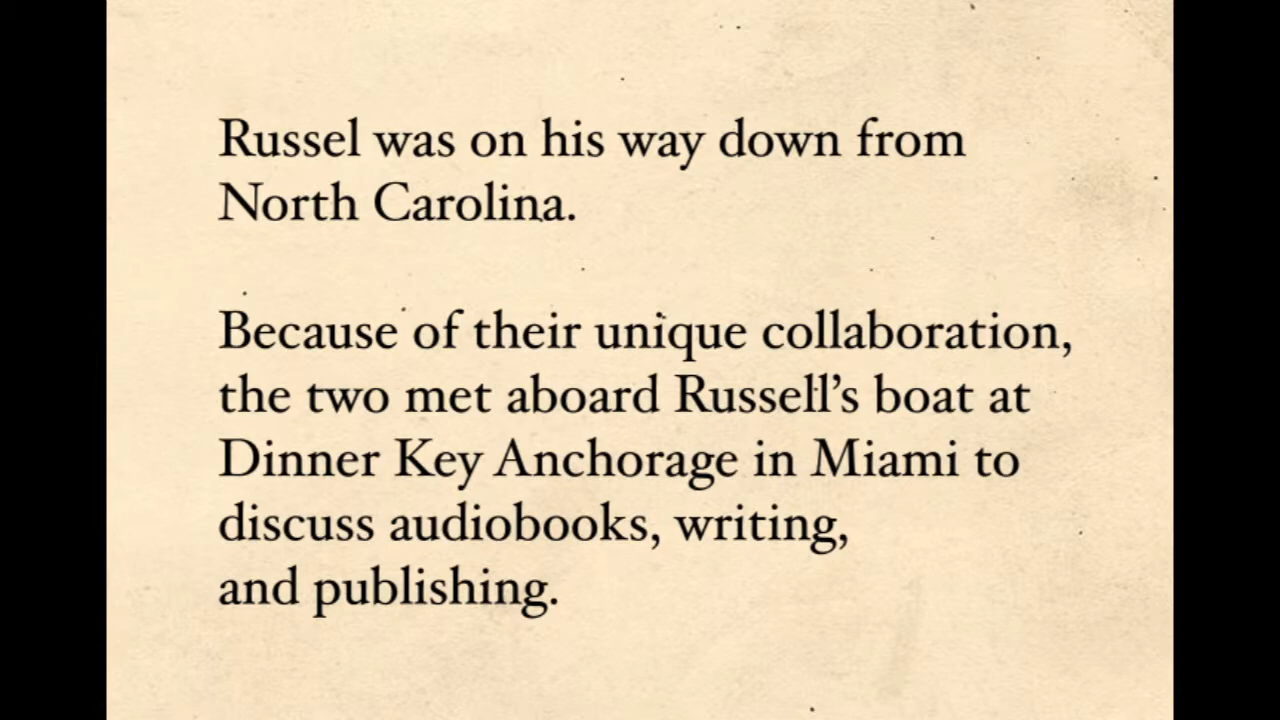 Russel was on his way down from
North Carolina.
Because of their unique collaboration,
the two met aboard Russell’s boat at
Dinner Key Anchorage in Miami to
discuss audiobooks, writing,
and publishing.